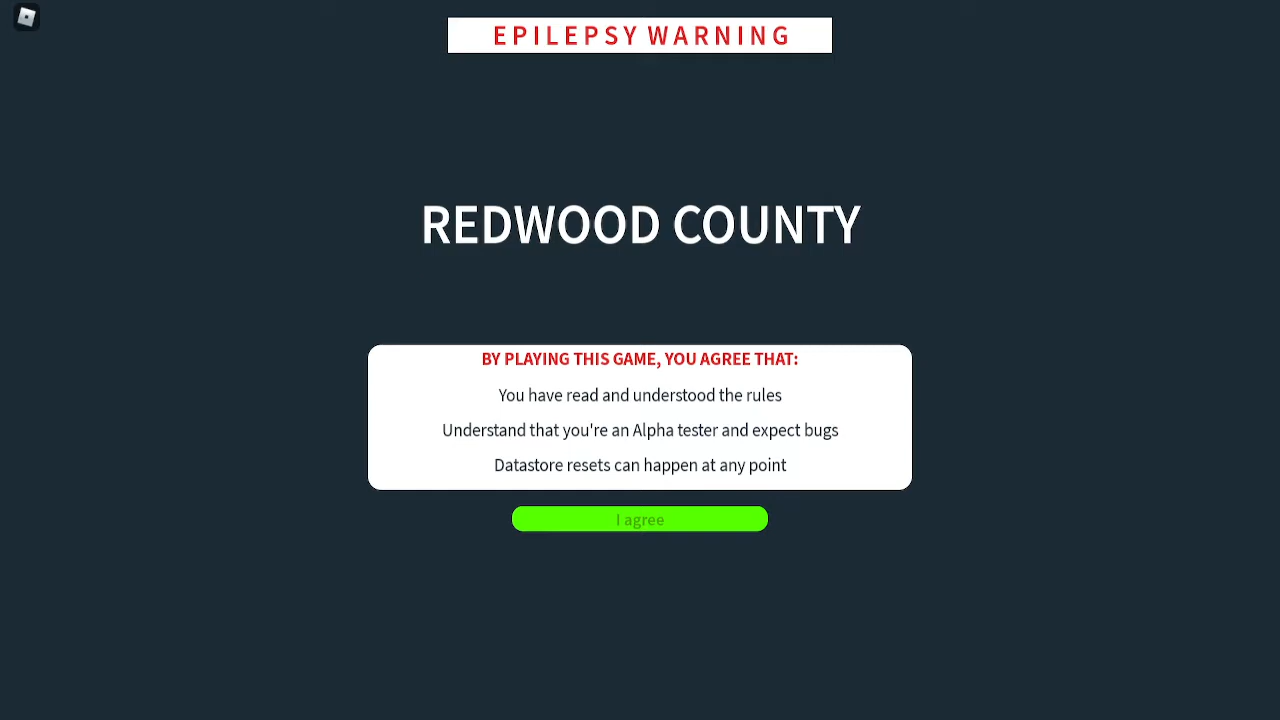 EPILEPSY WARNING
REDWOOD COUNTY
BY PLAYING THIS GAME, YOU AGREE THAT:
You have read and understood the rules
Understand that you're an Alpha tester and expect bugs
Datastore resets can happen at any point
I agree